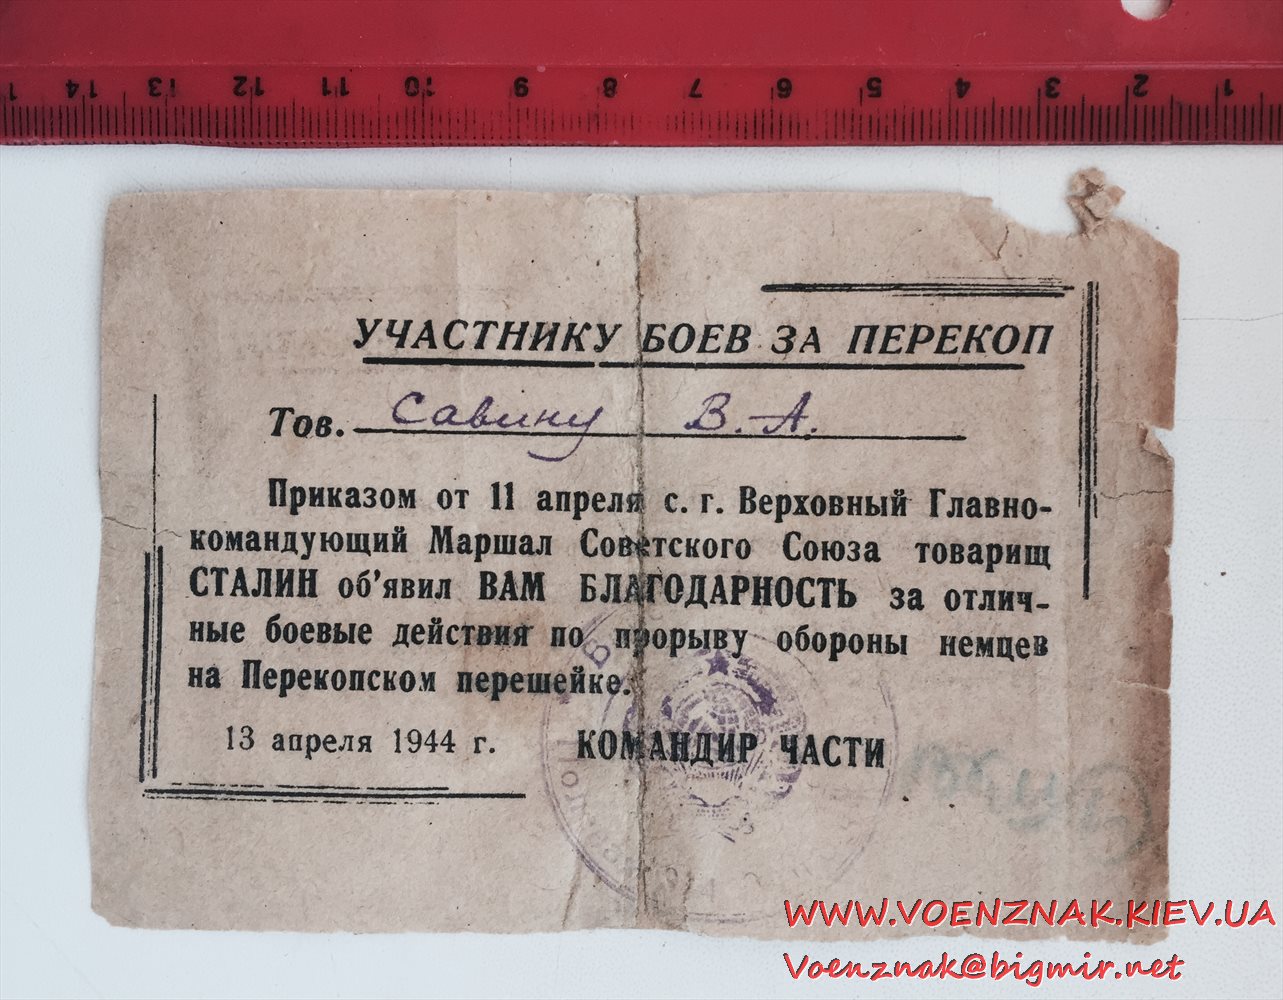 1 14 13 12 11 10 9 8 7 6 5 4 3 2 1
УЧАСТНИКУ БОЕВ ЗА ПЕРЕКОП
Тов. Савину В. А.
Приказом от 11 апреля с. г. Верховный Главно-
командующий Маршал Советского Союза товарищ
СТАЛИН об'явил ВАМ БЛАГОДАРНОСТЬ за отлич-
ные боевые действия по прорыву обороны немцев
на Перекопском перешейке.
13 апреля 1944 г. КОМАНДИР ЧАСТИ
WWW.VOENZNAK.KIEV.UA
Voenznak@bigmir.net